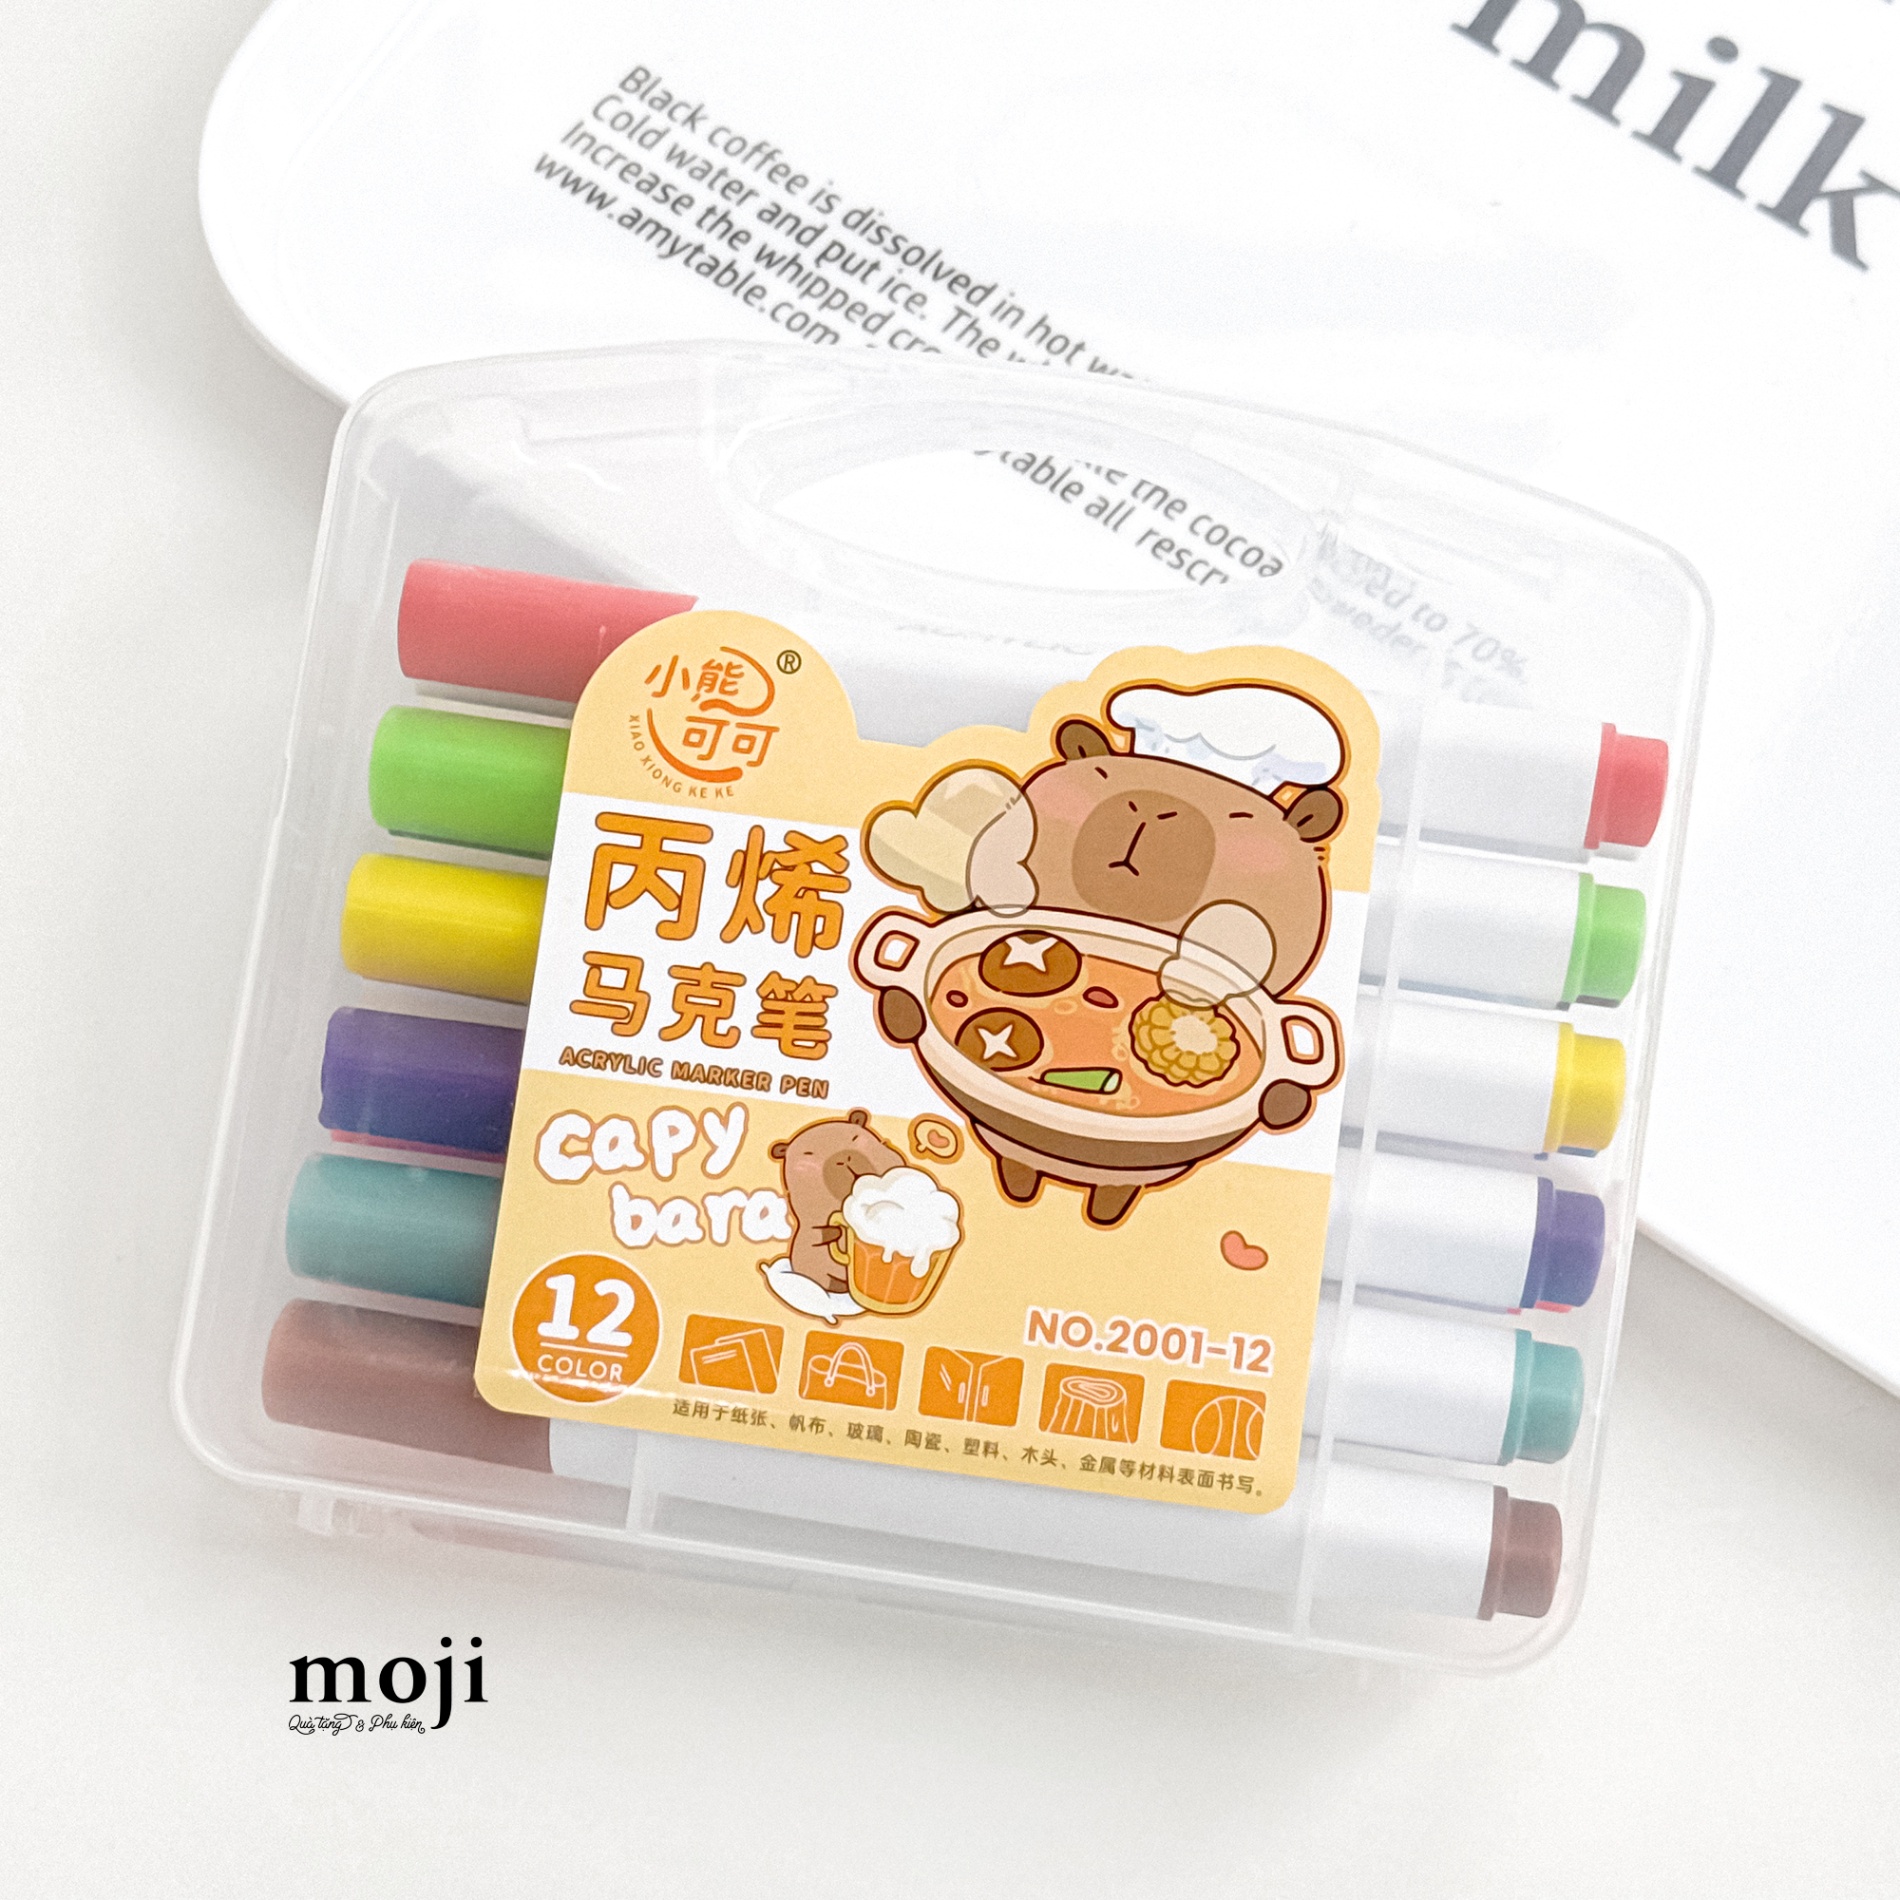 milk
Black coffee is dissolved in hot
Cold water and put ice. The
Increase the whipped
www.amytable.com
the cocoa
table all
to 70%
小熊®
可可
XIAO XIONG KE KE
丙烯
马克笔
ACRYLIC MARKER PEN
capy
bara
12
COLOR
NO.2001-12
适用于纸张、帆布、玻璃、陶瓷、塑料、木头、金属等材料表面书写。
moji
Quà tặng & Phụ kiện